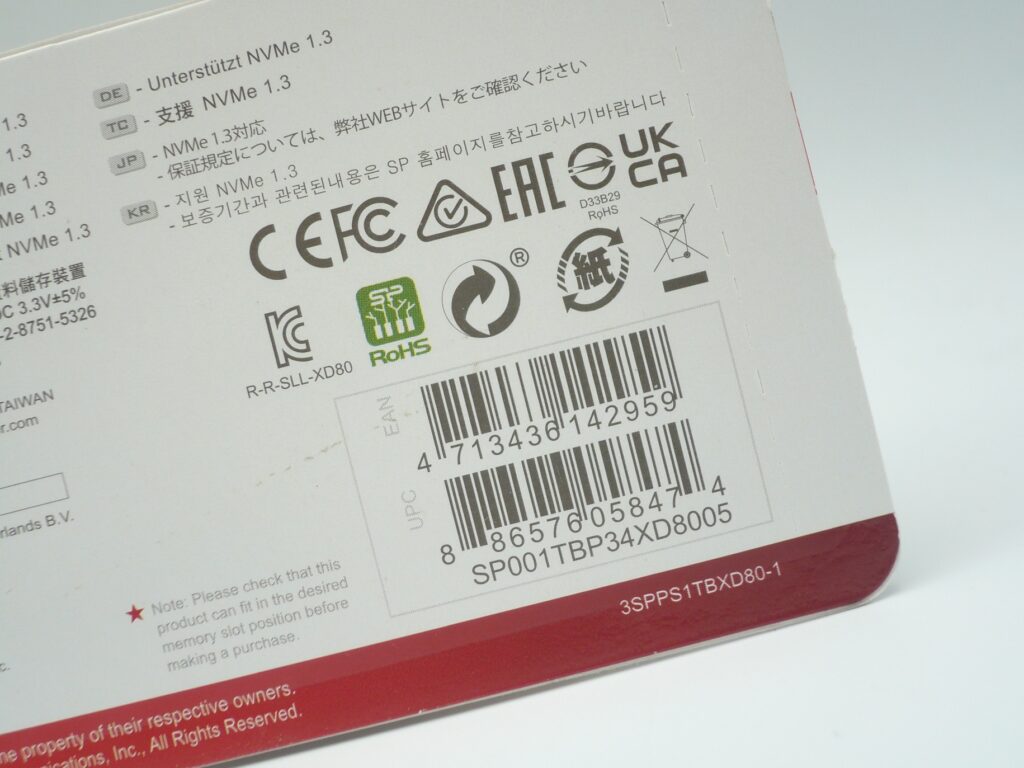 1.3
1.3
Me 1.3
Me 1.3
NVMe 1.3
料儲存裝置
DC 3.3V±5%
-2-8751-5326
TAIWAN
r.com
rlands B.V.
c.
DE - Unterstützt NVMe 1.3
TC - 支援 NVMe 1.3
JP - NVMe 1.3対応
- 保証規定については、弊社WEBサイトをご確認ください
KR - 지원 NVMe 1.3
- 보증기간과 관련된내용은 SP 홈페이지를참고하시기바랍니다
CE FC EAC UK
CA
D33B29
RoHS
KC
R-R-SLL-XD80
SP
RoHS
®
紙
EAN
4 713436 142959
UPC
8 86576 05847 4
SP001TBP34XD8005
★ Note: Please check that this
product can fit in the desired
memory slot position before
making a purchase.
3SPPS1TBXD80-1
he property of their respective owners.
nications, Inc., All Rights Reserved.